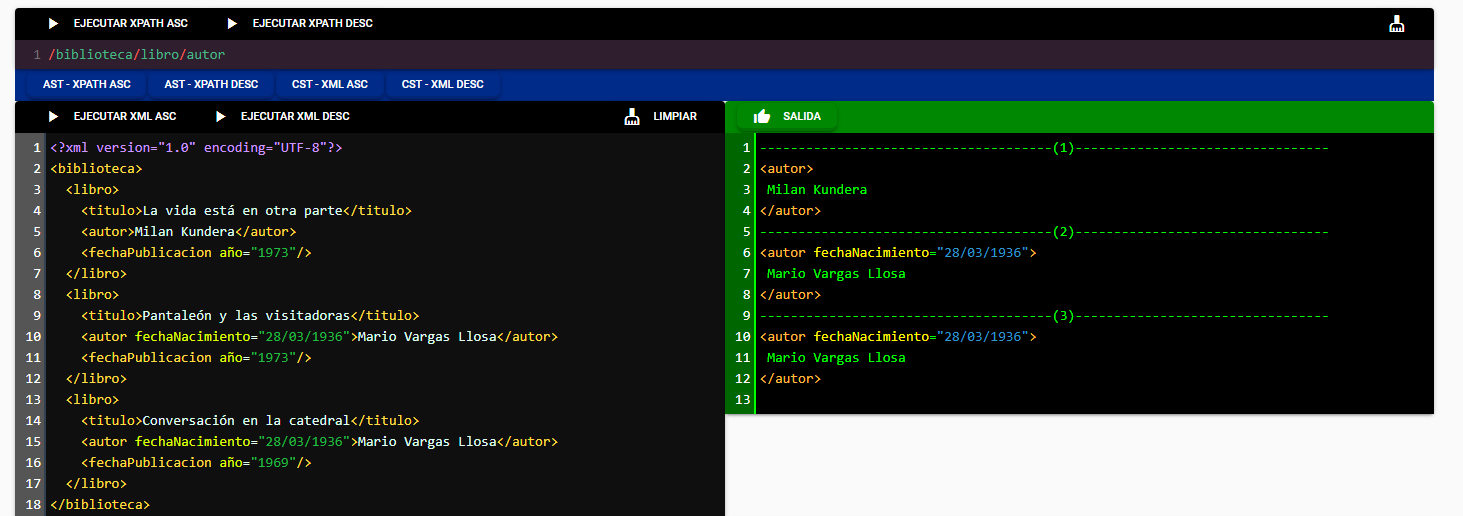 EJECUTAR XPATH ASC EJECUTAR XPATH DESC
1 /biblioteca/libro/autor
AST - XPATH ASC AST - XPATH DESC CST - XML ASC CST - XML DESC
EJECUTAR XML ASC EJECUTAR XML DESC LIMPIAR
1 <?xml version="1.0" encoding="UTF-8"?>
2 <biblioteca>
3 <libro>
4 <titulo>La vida está en otra parte</titulo>
5 <autor>Milan Kundera</autor>
6 <fechaPublicacion año="1973"/>
7 </libro>
8 <libro>
9 <titulo>Pantaleón y las visitadoras</titulo>
10 <autor fechaNacimiento="28/03/1936">Mario Vargas Llosa</autor>
11 <fechaPublicacion año="1973"/>
12 </libro>
13 <libro>
14 <titulo>Conversación en la catedral</titulo>
15 <autor fechaNacimiento="28/03/1936">Mario Vargas Llosa</autor>
16 <fechaPublicacion año="1969"/>
17 </libro>
18 </biblioteca>
SALIDA
1 --------------------------------------(1)---------------------------------
2 <autor>
3 Milan Kundera
4 </autor>
5 --------------------------------------(2)---------------------------------
6 <autor fechaNacimiento="28/03/1936">
7 Mario Vargas Llosa
8 </autor>
9 --------------------------------------(3)---------------------------------
10 <autor fechaNacimiento="28/03/1936">
11 Mario Vargas Llosa
12 </autor>
13